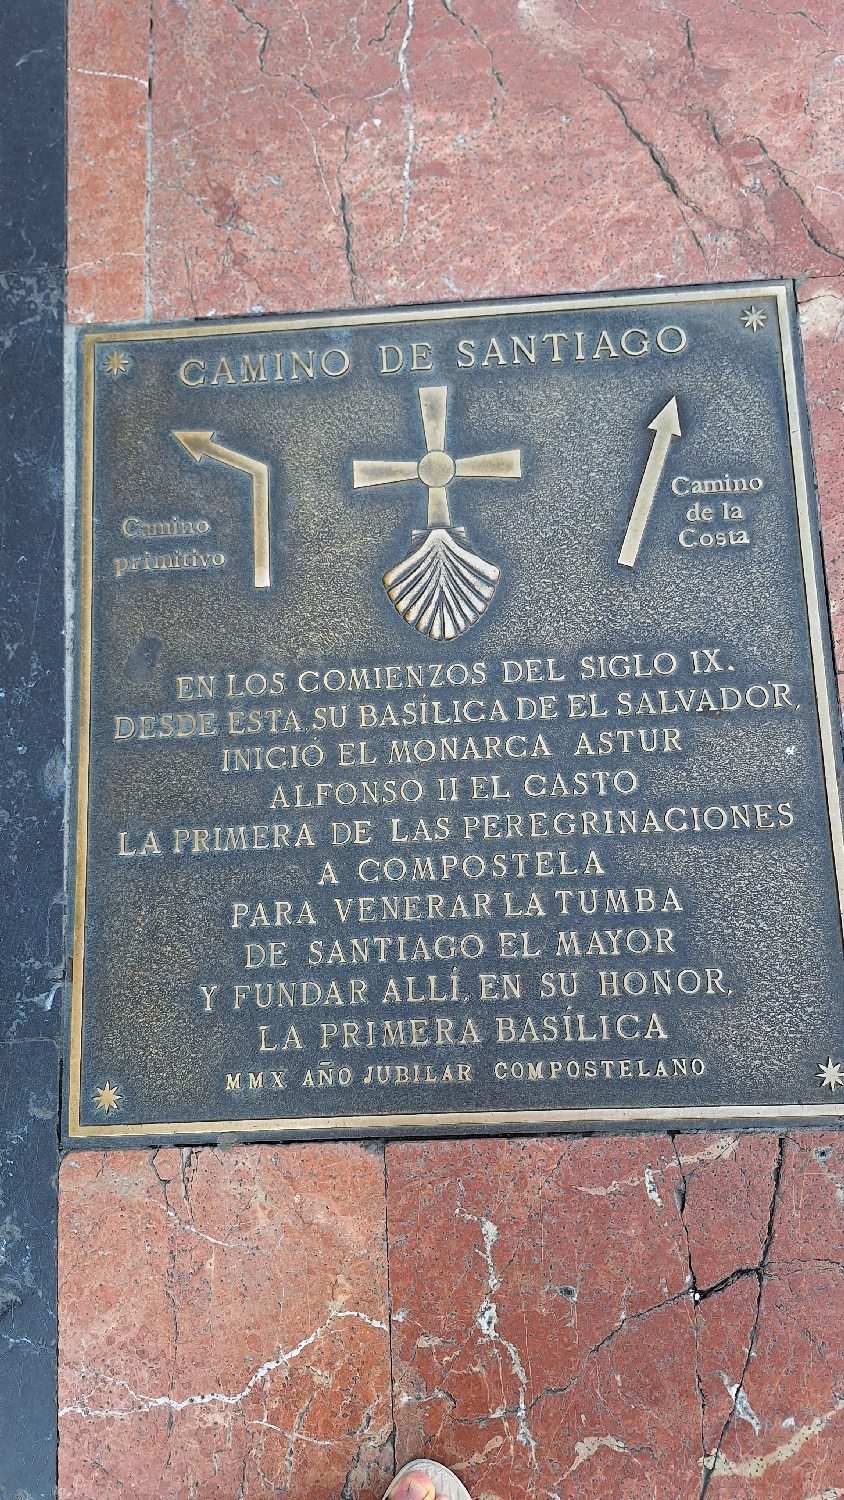 CAMINO DE SANTIAGO
Camino
primitivo
Camino
de la
Costa
EN LOS COMIENZOS DEL SIGLO IX.
DESDE ÉSTA, SU BASÍLICA DE EL SALVADOR,
INICIÓ EL MONARCA ASTUR
ALFONSO II EL CASTO
LA PRIMERA DE LAS PEREGRINACIONES
A COMPOSTELA
PARA VENERAR LA TUMBA
DE SANTIAGO EL MAYOR
Y FUNDAR ALLÍ, EN SU HONOR,
LA PRIMERA BASÍLICA
MMX AÑO JUBILAR COMPOSTELANO